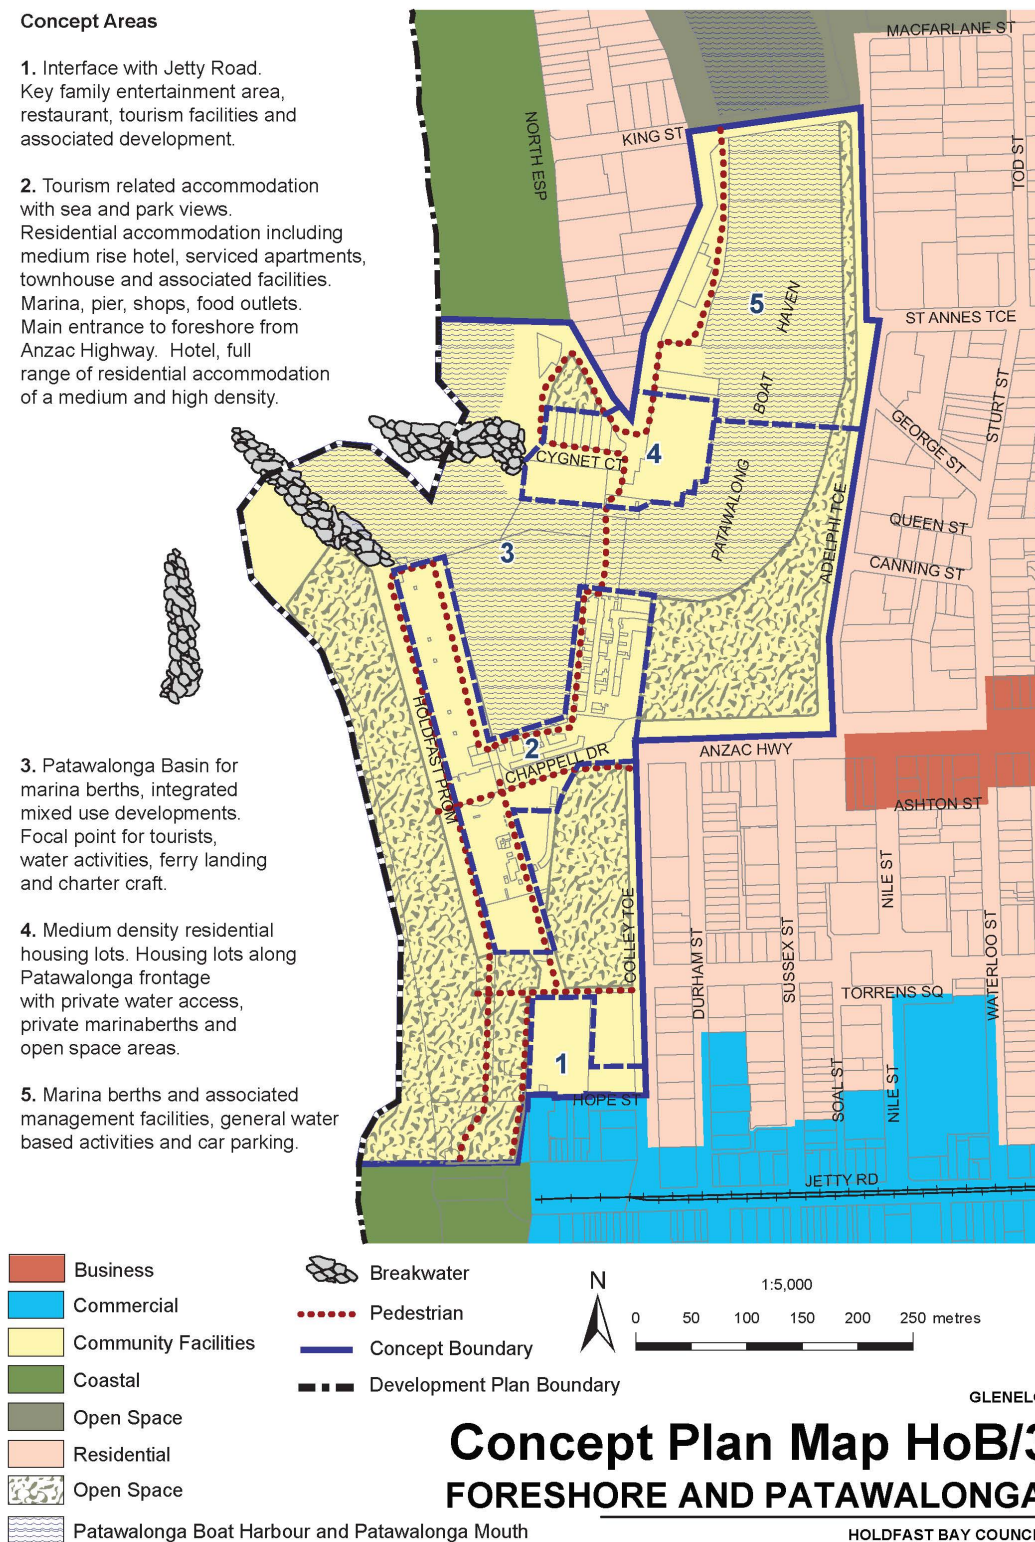 Concept Areas
1. Interface with Jetty Road.
Key family entertainment area,
restaurant, tourism facilities and
associated development.
2. Tourism related accommodation
with sea and park views.
Residential accommodation including
medium rise hotel, serviced apartments,
townhouse and associated facilities.
Marina, pier, shops, food outlets.
Main entrance to foreshore from
Anzac Highway. Hotel, full
range of residential accommodation
of a medium and high density.
3. Patawalonga Basin for
marina berths, integrated
mixed use developments.
Focal point for tourists,
water activities, ferry landing
and charter craft.
4. Medium density residential
housing lots. Housing lots along
Patawalonga frontage
with private water access,
private marinaberths and
open space areas.
5. Marina berths and associated
management facilities, general water
based activities and car parking.
MACFARLANE ST
KING ST
NORTH ESP
TOD ST
5
HAVEN
BOAT
PATAWALONG
ST ANNES TCE
STURT ST
GEORGE ST
CYGNET CT
4
QUEEN ST
ADELPHI TCE
CANNING ST
3
HOLDFAST PROM
2
CHAPPELL DR
ANZAC HWY
ASHTON ST
NILE ST
COLLEY TCE
DURHAM ST
SUSSEX ST
WATERLOO ST
TORRENS SQ
1
HOPE ST
SOAL ST
NILE ST
JETTY RD
Business
Commercial
Community Facilities
Coastal
Open Space
Residential
Open Space
Patawalonga Boat Harbour and Patawalonga Mouth
Breakwater
Pedestrian
Concept Boundary
Development Plan Boundary
N
1:5,000
0 50 100 150 200 250 metres
GLENELG
Concept Plan Map HoB/3
FORESHORE AND PATAWALONGA
HOLDFAST BAY COUNCI